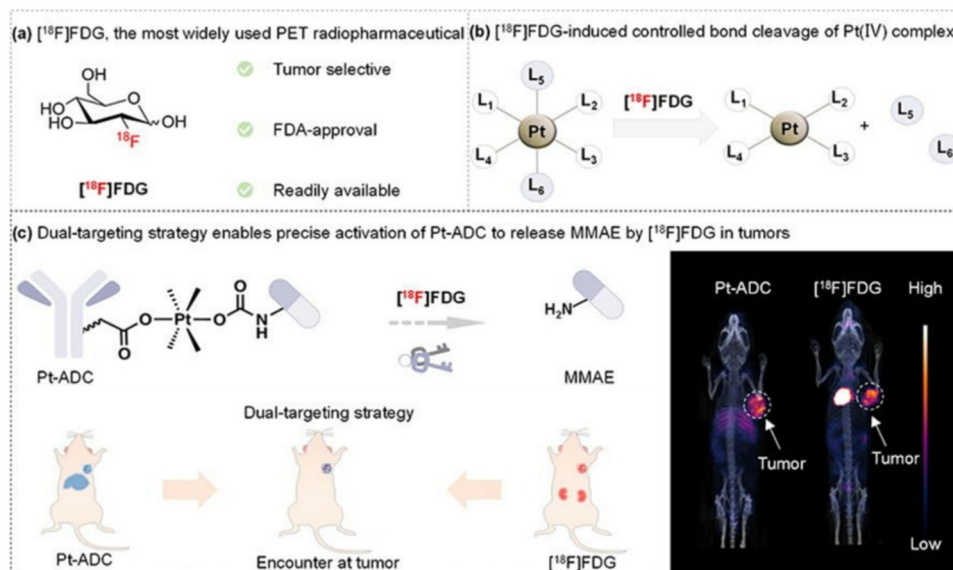 (a) [¹⁸F]FDG, the most widely used PET radiopharmaceutical
OH
HO
HO
O
OH
¹⁸F
[¹⁸F]FDG
Tumor selective
FDA-approval
Readily available
(b) [¹⁸F]FDG-induced controlled bond cleavage of Pt(IV) complex
L₅
L₁
L₂
Pt
L₄
L₃
L₆
[¹⁸F]FDG
L₁
L₂
Pt
L₄
L₃
+
L₅
L₆
(c) Dual-targeting strategy enables precise activation of Pt-ADC to release MMAE by [¹⁸F]FDG in tumors
O
O
Pt
O
O
N
H
Pt-ADC
[¹⁸F]FDG
H₂N
MMAE
Dual-targeting strategy
Pt-ADC
Encounter at tumor
[¹⁸F]FDG
Pt-ADC
[¹⁸F]FDG
High
Tumor
Tumor
Low